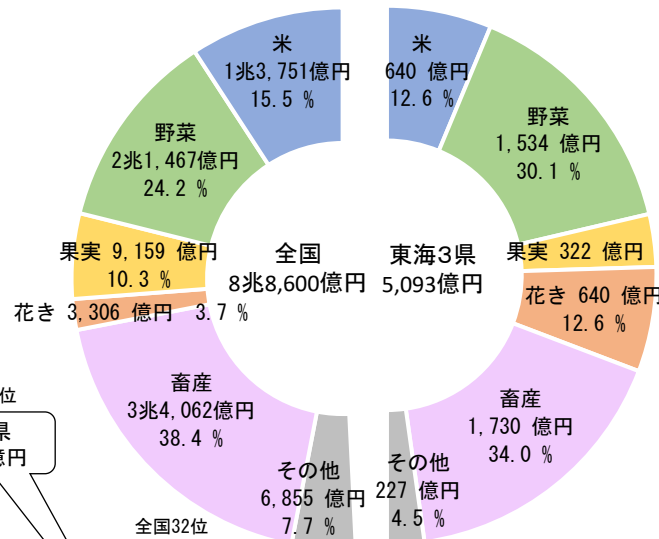 米
1兆3,751億円
15.5 %
野菜
2兆1,467億円
24.2 %
果実 9,159 億円
10.3 %
花き 3,306 億円 3.7 %
畜産
3兆4,062億円
38.4 %
その他
6,855 億円
7.7 %
全国
8兆8,600億円
東海3県
5,093億円
米
640 億円
12.6 %
野菜
1,534 億円
30.1 %
果実 322 億円
花き 640 億円
12.6 %
畜産
1,730 億円
34.0 %
その他
227 億円
4.5 %
位
県
億円
全国32位